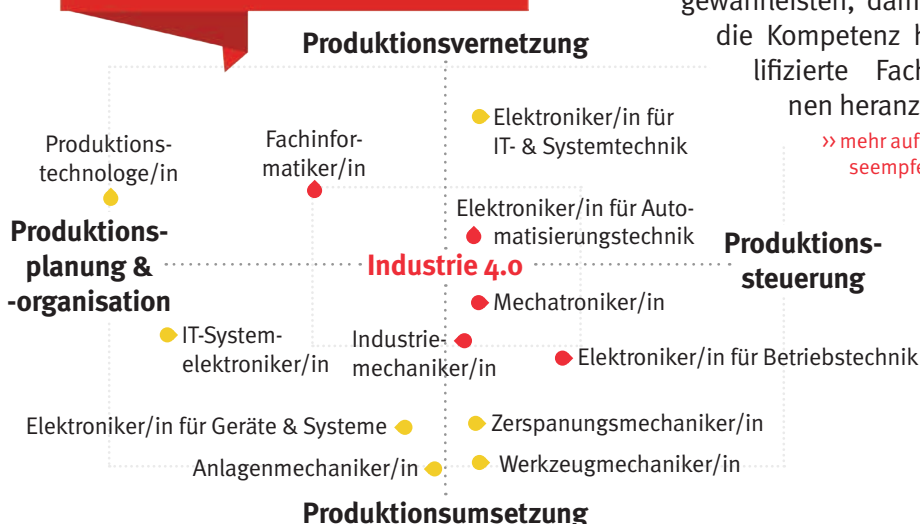 gewährleisten, dam
die Kompetenz h
lifizierte Fach
nen heranz
›› mehr auf
seempfe
Produktionsvernetzung
Elektroniker/in für
IT- & Systemtechnik
Produktions-
technologe/in
Fachinfor-
matiker/in
Elektroniker/in für Auto-
matisierungstechnik
Produktions-
planung &
-organisation
Industrie 4.0
Produktions-
steuerung
Mechatroniker/in
IT-System-
elektroniker/in
Industrie-
mechaniker/in
Elektroniker/in für Betriebstechnik
Elektroniker/in für Geräte & Systeme
Zerspanungsmechaniker/in
Anlagenmechaniker/in
Werkzeugmechaniker/in
Produktionsumsetzung